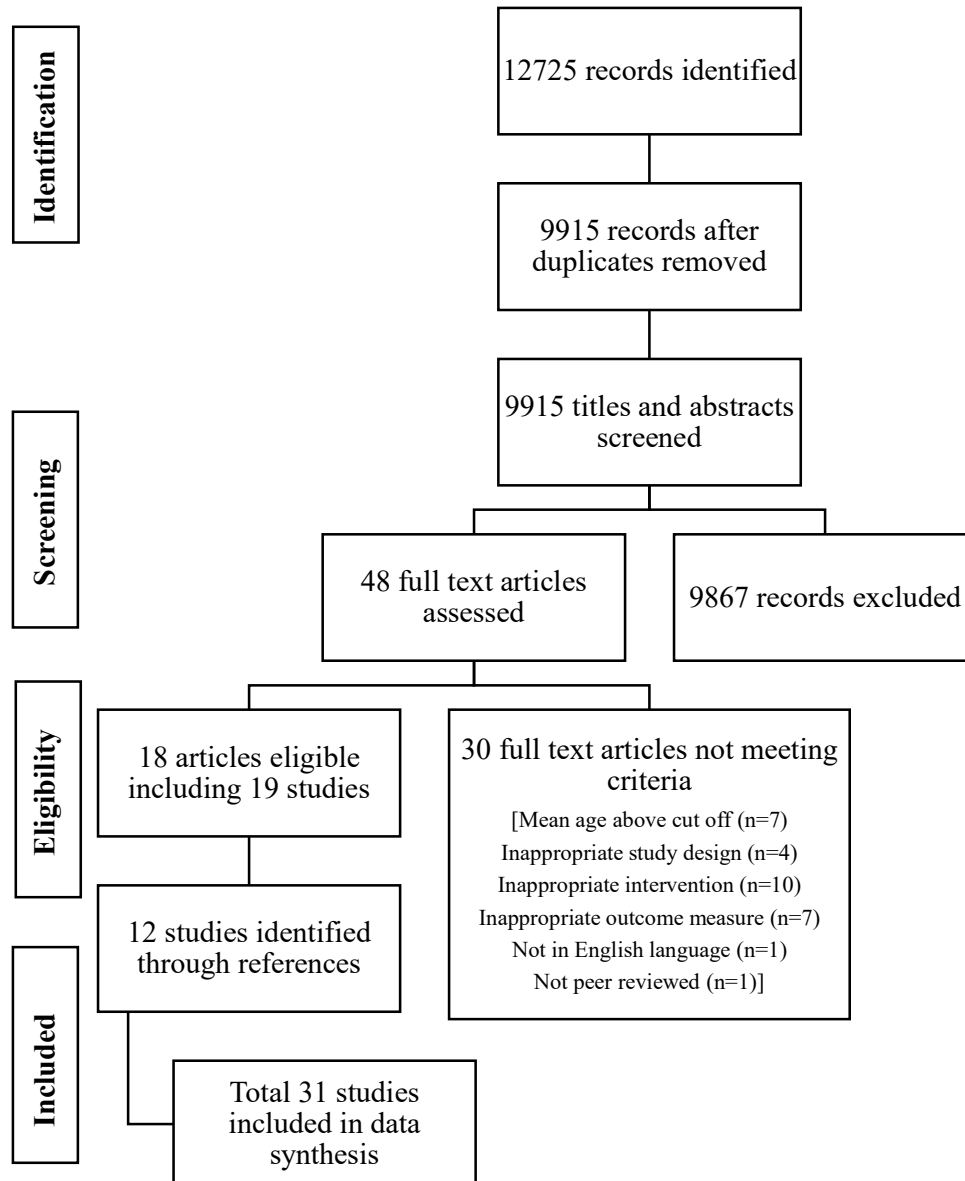 Identification
12725 records identified
9915 records after
duplicates removed
Screening
9915 titles and abstracts
screened
48 full text articles
assessed
9867 records excluded
Eligibility
18 articles eligible
including 19 studies
30 full text articles not meeting
criteria
[Mean age above cut off (n=7)
Inappropriate study design (n=4)
Inappropriate intervention (n=10)
Inappropriate outcome measure (n=7)
Not in English language (n=1)
Not peer reviewed (n=1)]
12 studies identified
through references
Included
Total 31 studies
included in data
synthesis